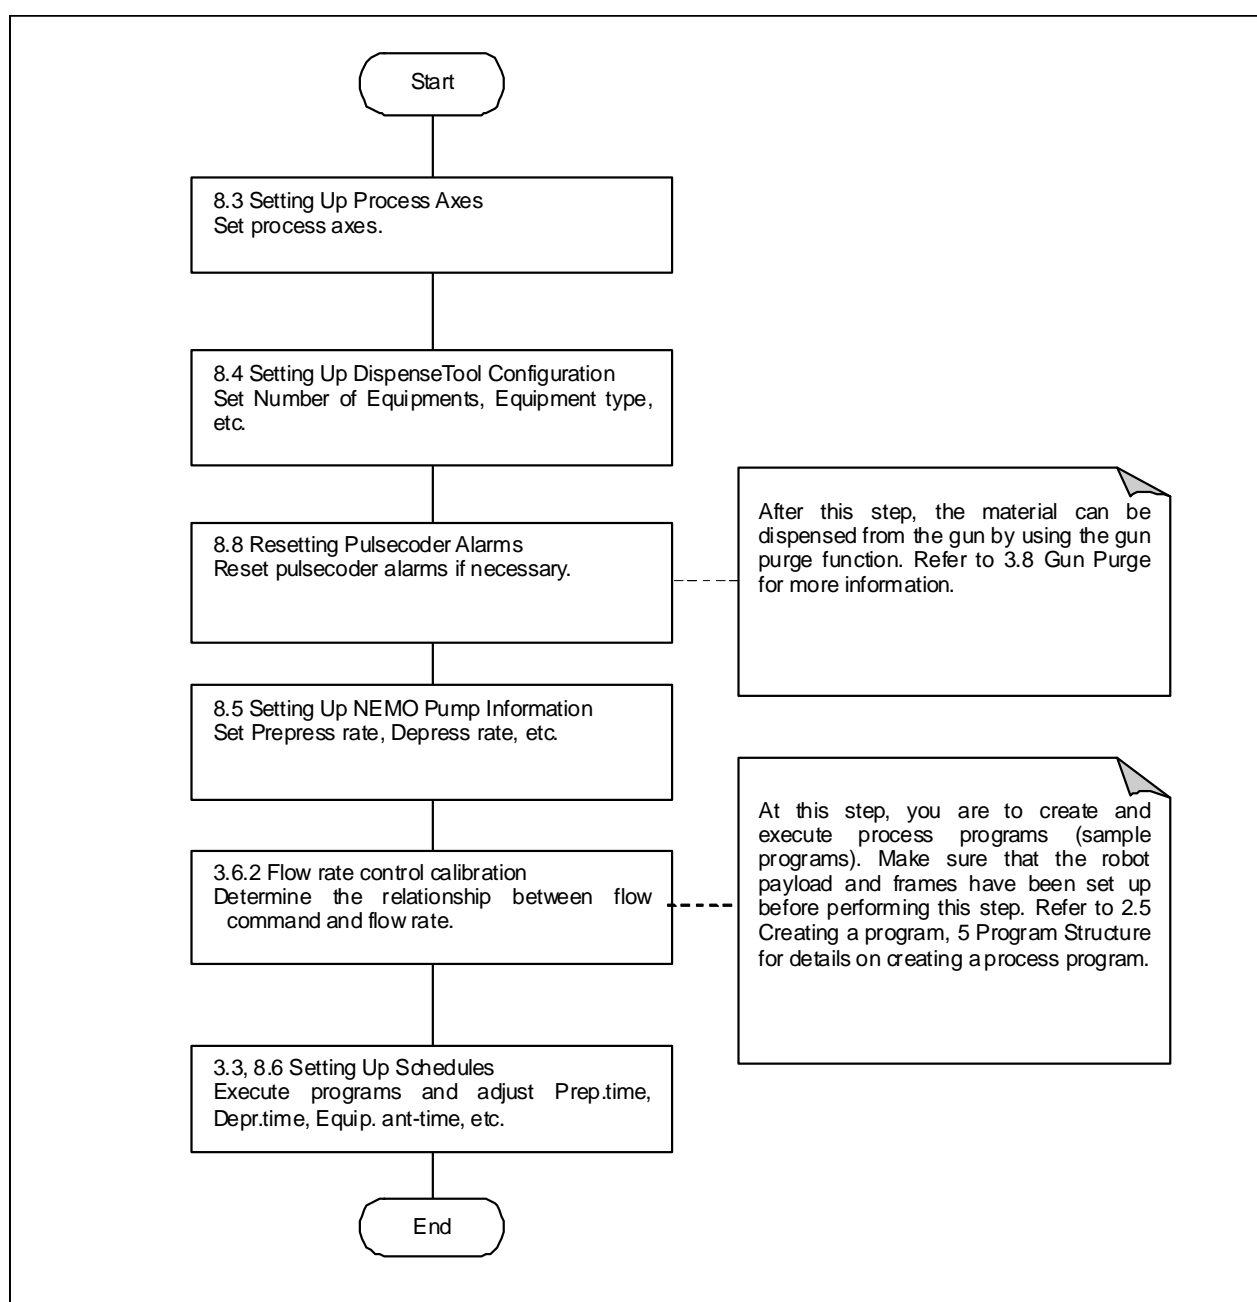 Start
8.3 Setting Up Process Axes
Set process axes.
8.4 Setting Up DispenseTool Configuration
Set Number of Equipments, Equipment type,
etc.
8.8 Resetting Pulsecoder Alarms
Reset pulsecoder alarms if necessary.
After this step, the material can be
dispensed from the gun by using the gun
purge function. Refer to 3.8 Gun Purge
for more information.
8.5 Setting Up NEMO Pump Information
Set Prepress rate, Depress rate, etc.
3.6.2 Flow rate control calibration
Determine the relationship between flow
command and flow rate.
At this step, you are to create and
execute process programs (sample
programs). Make sure that the robot
payload and frames have been set up
before performing this step. Refer to 2.5
Creating a program, 5 Program Structure
for details on creating a process program.
3.3, 8.6 Setting Up Schedules
Execute programs and adjust Prep.time,
Depr.time, Equip. ant-time, etc.
End